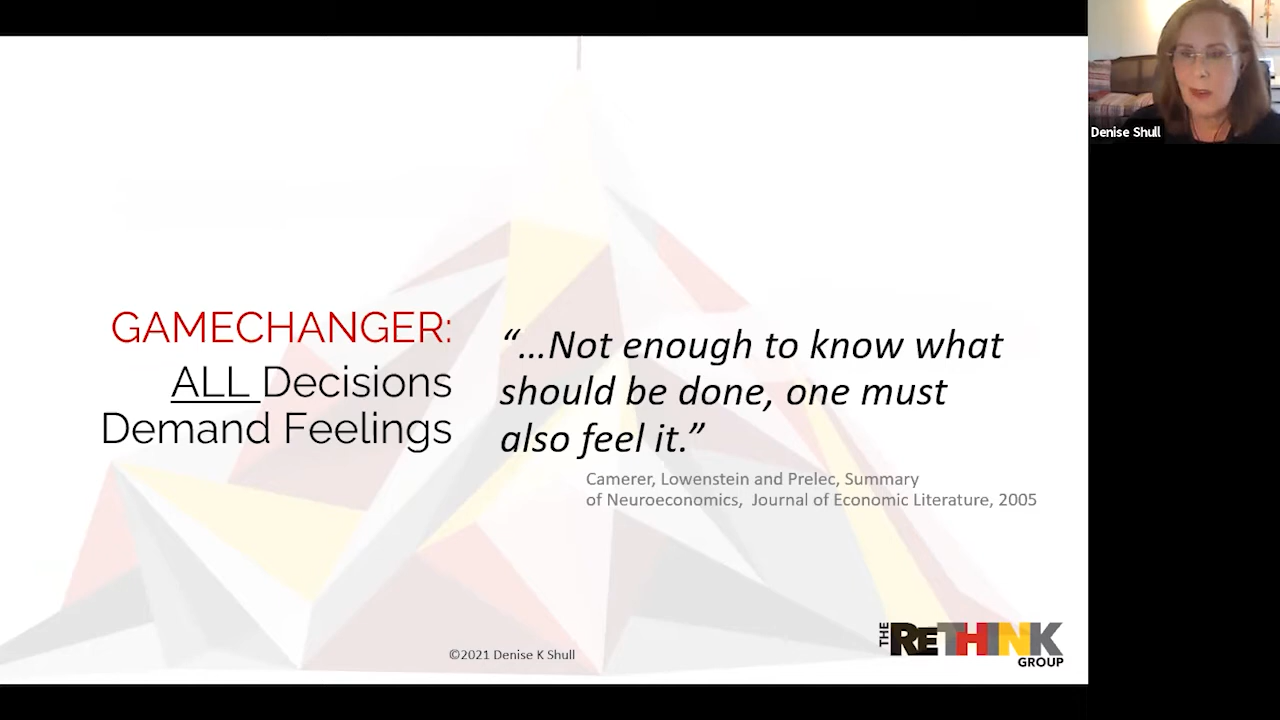 GAMECHANGER:
ALL Decisions
Demand Feelings
“...Not enough to know what
should be done, one must
also feel it.”
Camerer, Lowenstein and Prelec, Summary
of Neuroeconomics, Journal of Economic Literature, 2005
©2021 Denise K Shull
THE RETHINK
GROUP
Denise Shull